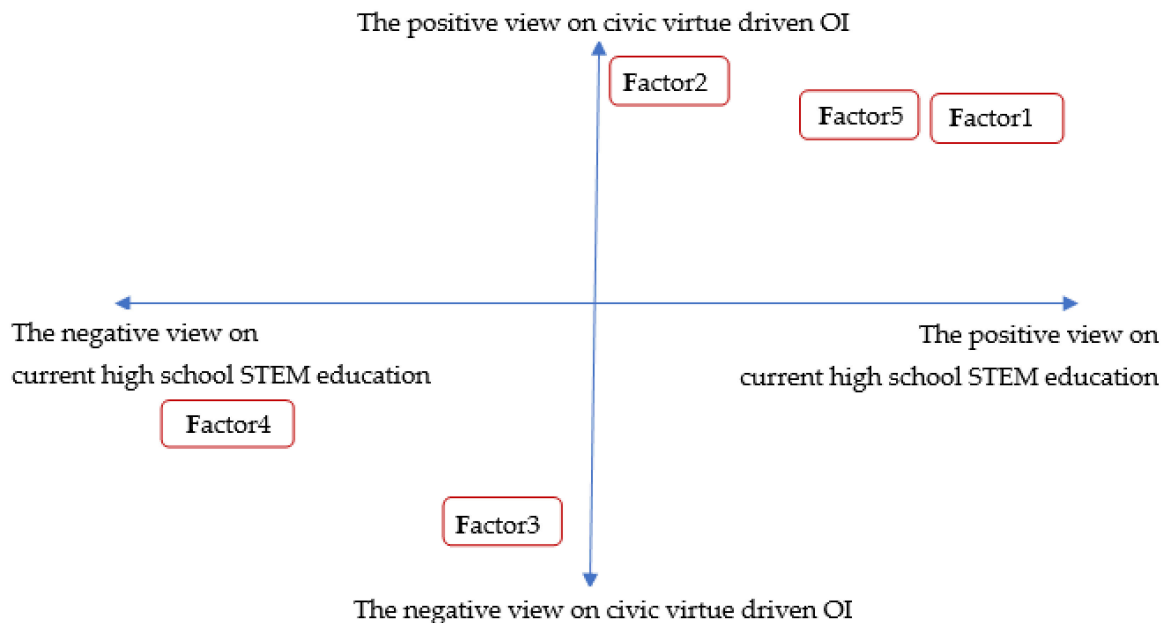 The positive view on civic virtue driven OI
Factor2
Factor5
Factor1
The negative view on
current high school STEM education
The positive view on
current high school STEM education
Factor4
Factor3
The negative view on civic virtue driven OI